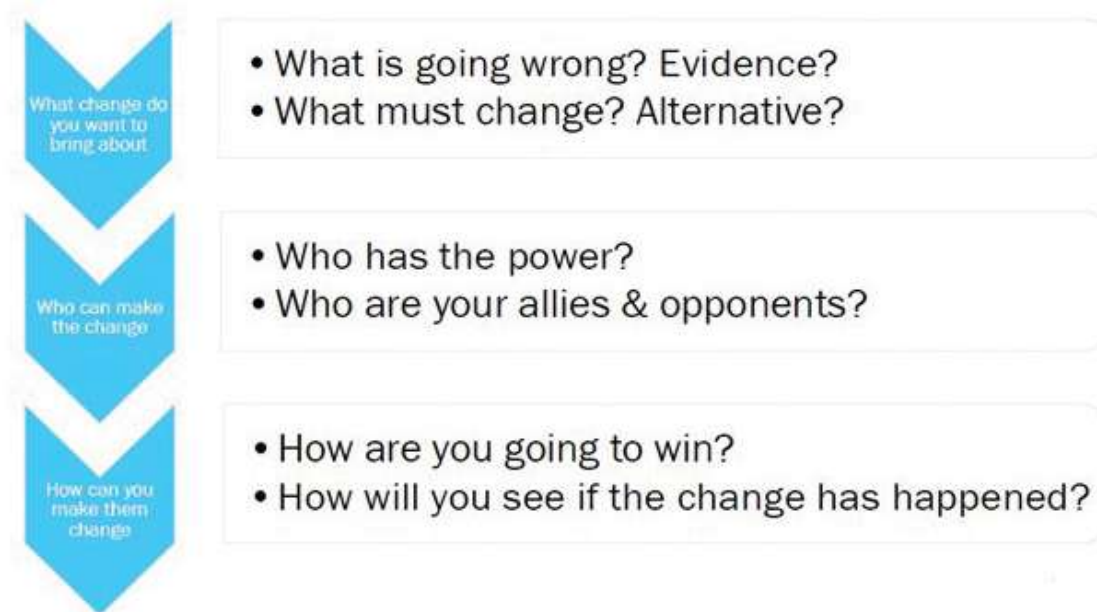 What change do
you want to
bring about
• What is going wrong? Evidence?
• What must change? Alternative?
Who can make
the change
• Who has the power?
• Who are your allies & opponents?
How can you
make them
change
• How are you going to win?
• How will you see if the change has happened?